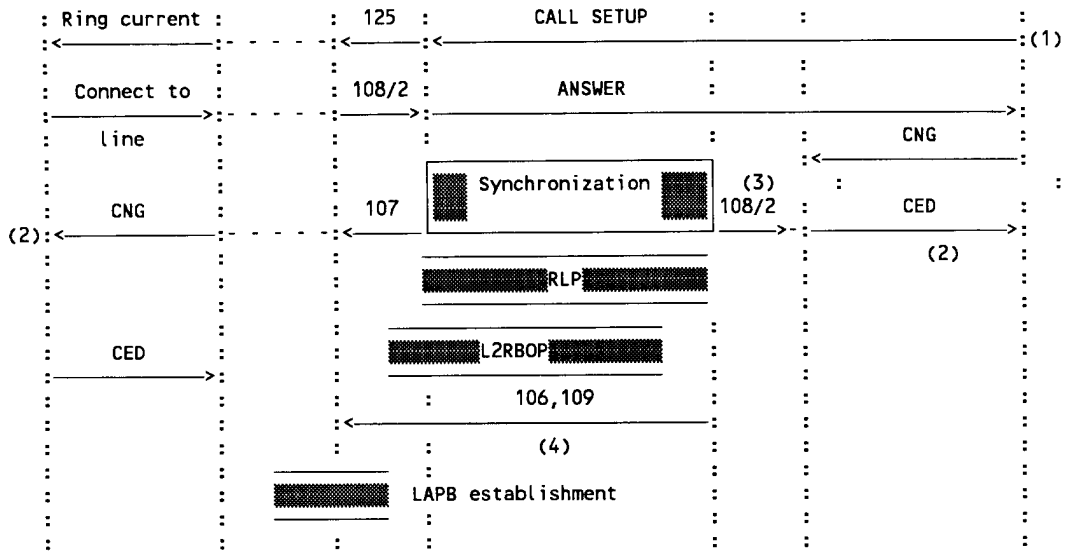 Ring current 125 CALL SETUP
(1)
Connect to 108/2 ANSWER
line CNG
Synchronization (3)
CNG 107 108/2 CED
(2) (2)
RLP
L2RBOP
CED
106,109
(4)
LAPB establishment